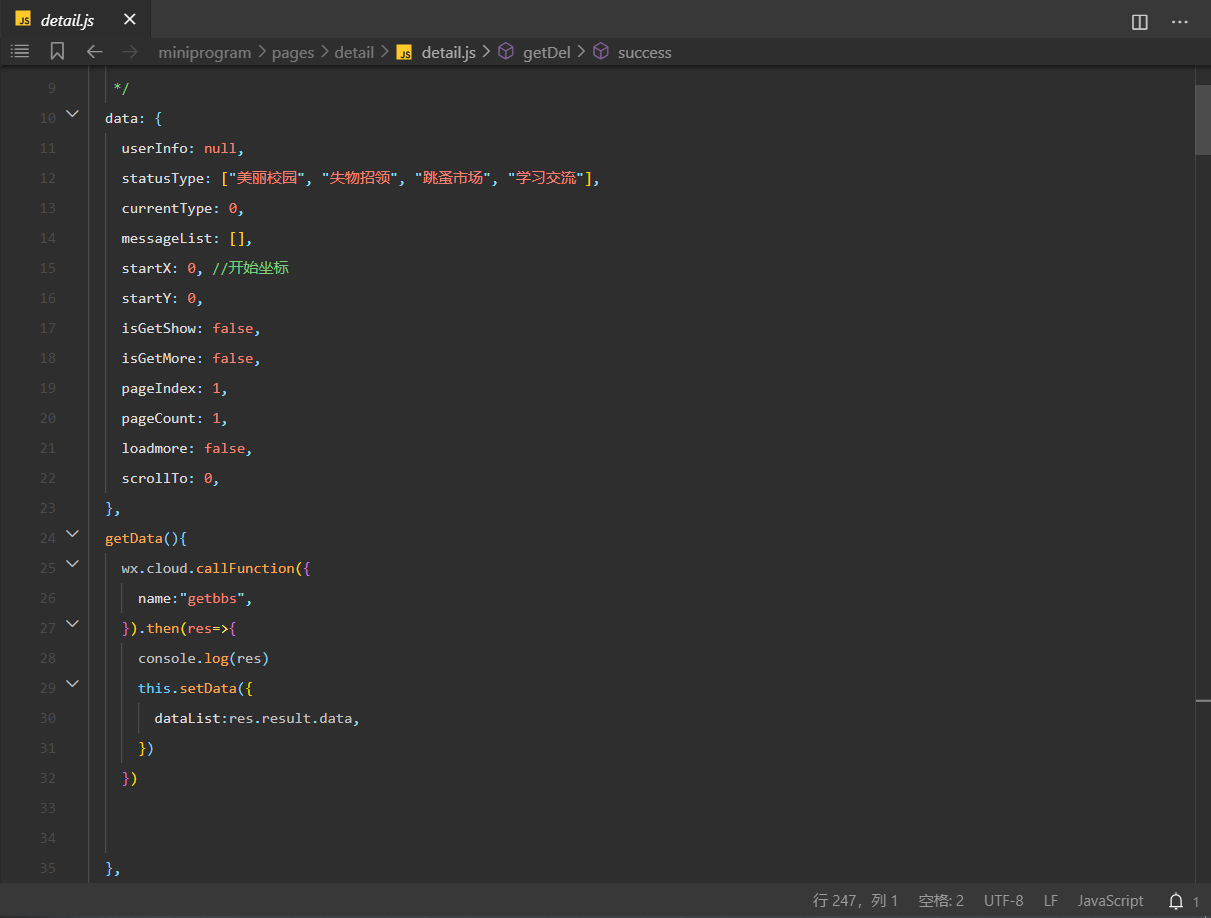 JS detail.js
miniprogram > pages > detail > JS detail.js > getDel > success
9 */
10 data: {
11 userInfo: null,
12 statusType: ["美丽校园", "失物招领", "跳蚤市场", "学习交流"],
13 currentType: 0,
14 messageList: [],
15 startX: 0, //开始坐标
16 startY: 0,
17 isGetShow: false,
18 isGetMore: false,
19 pageIndex: 1,
20 pageCount: 1,
21 loadmore: false,
22 scrollTo: 0,
23 },
24 getData(){
25 wx.cloud.callFunction({
26 name:"getbbs",
27 }).then(res=>{
28 console.log(res)
29 this.setData({
30 dataList:res.result.data,
31 })
32 })
33
34
35 },
行 247，列 1 空格: 2 UTF-8 LF JavaScript 1